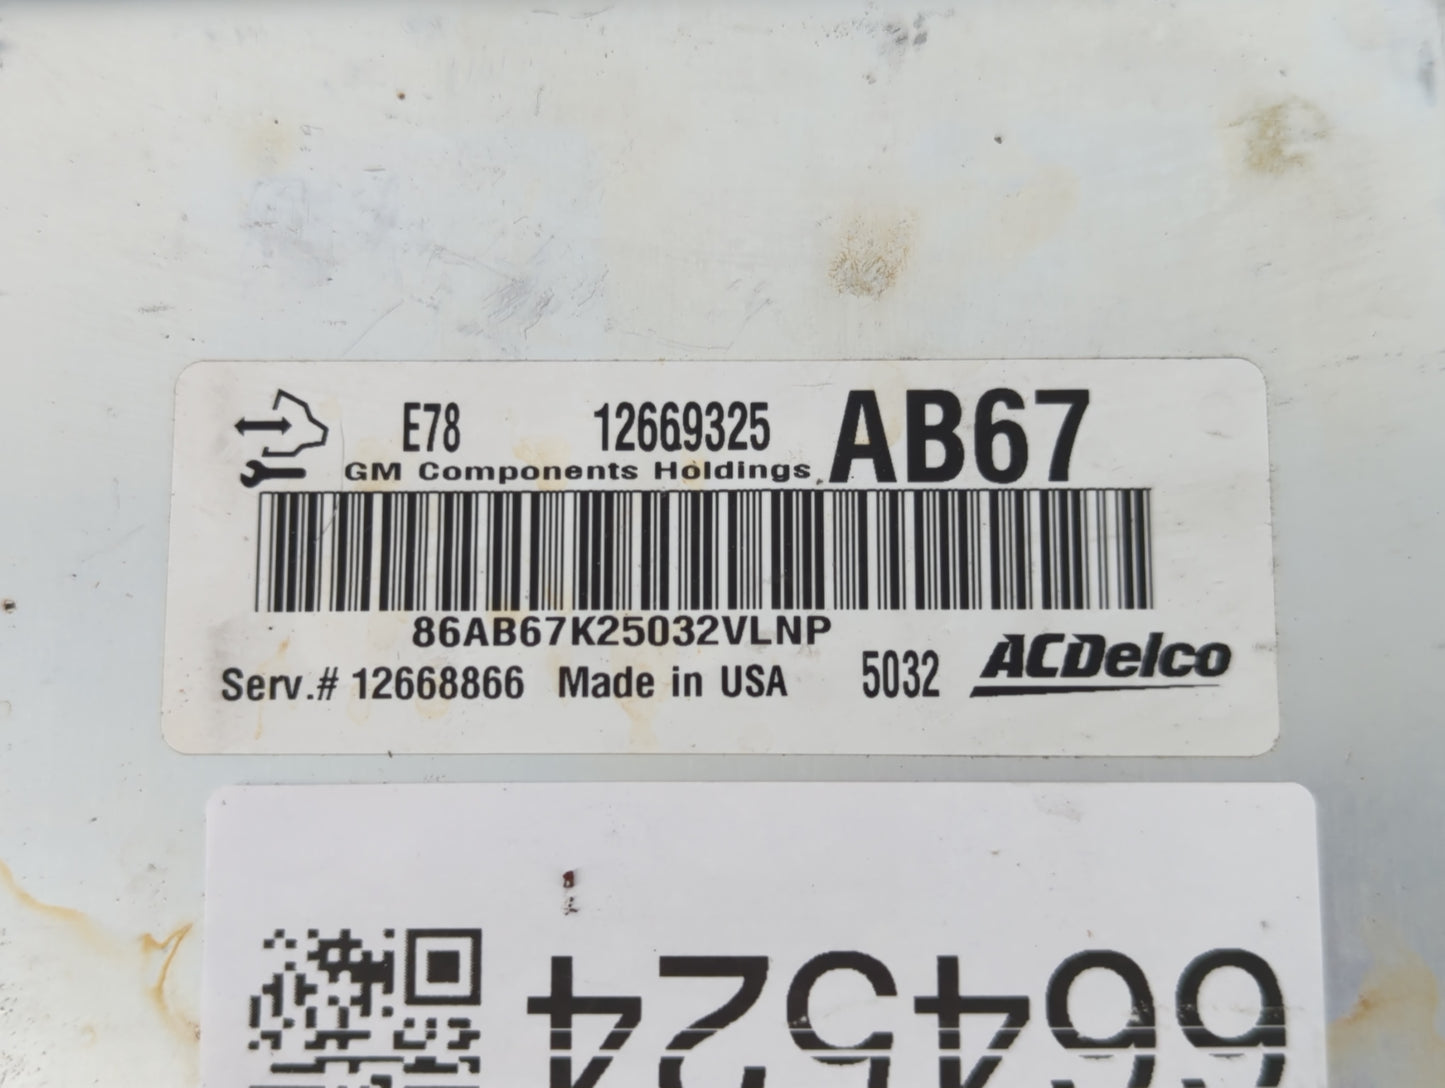 E78 12669325 AB67
GM Components Holdings
86AB67K25032VLNP
Serv.# 12668866 Made in USA 5032 ACDelco